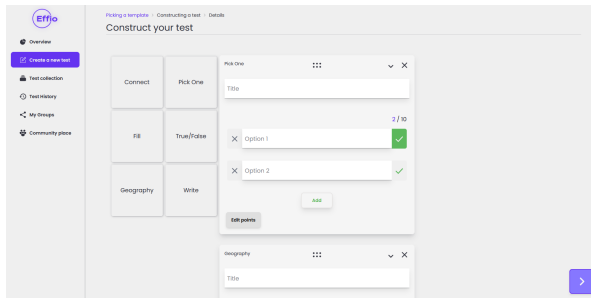 Effio
Picking a template > Constructing a test > Details
Construct your test
Overview
Create a new test
Test collection
Test History
My Groups
Community place
Connect
Pick One
Fill
True/False
Geography
Write
Pick One
Title
2 / 10
Option 1
Option 2
Add
Edit points
Geography
Title